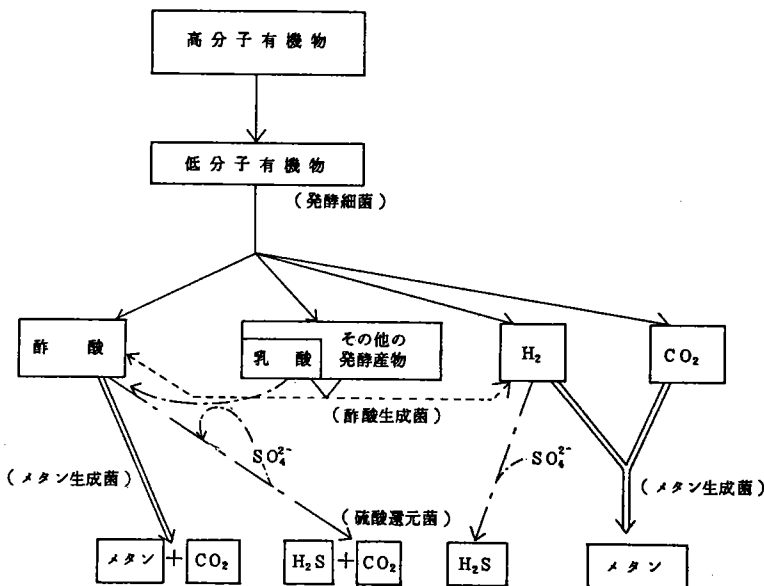 高分子有機物
低分子有機物
(発酵細菌)
酢酸
乳酸
その他の
発酵産物
H₂
CO₂
(酢酸生成菌)
SO₄²⁻
SO₄²⁻
(メタン生成菌)
(メタン生成菌)
(硫酸還元菌)
メタン + CO₂
H₂S + CO₂
H₂S
メタン